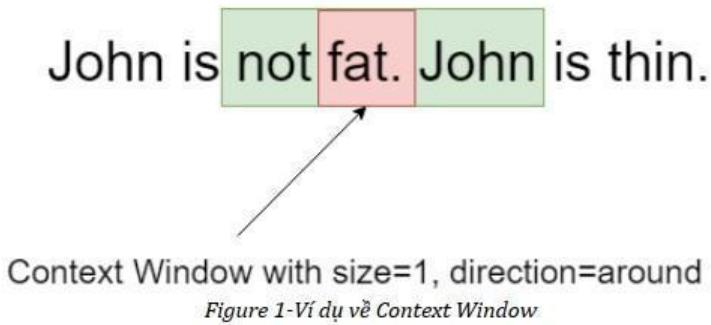 John is not fat. John is thin.
Context Window with size=1, direction=around
Figure 1-Ví dụ về Context Window